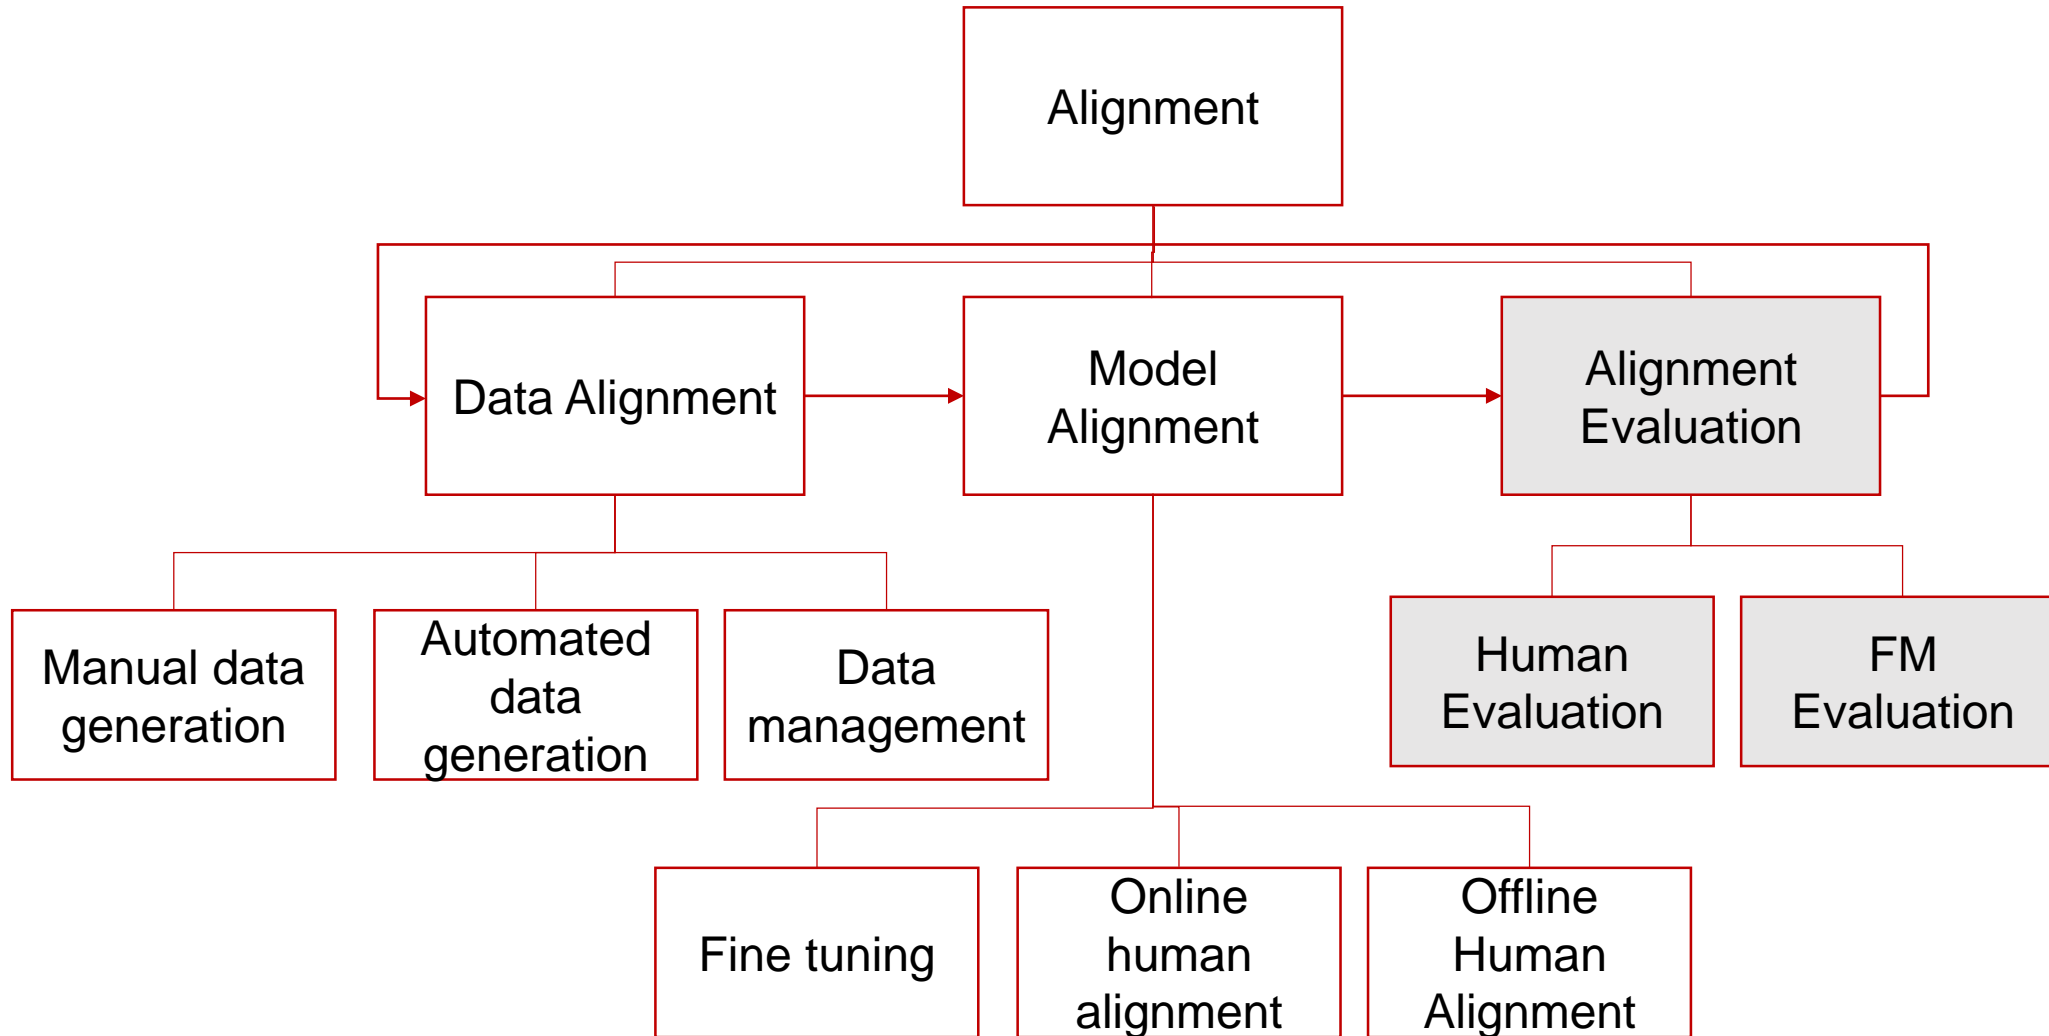 Alignment
Data Alignment
Model
Alignment
Alignment
Evaluation
Manual data
generation
Automated
data
generation
Data
management
Human
Evaluation
FM
Evaluation
Fine tuning
Online
human
alignment
Offline
Human
Alignment